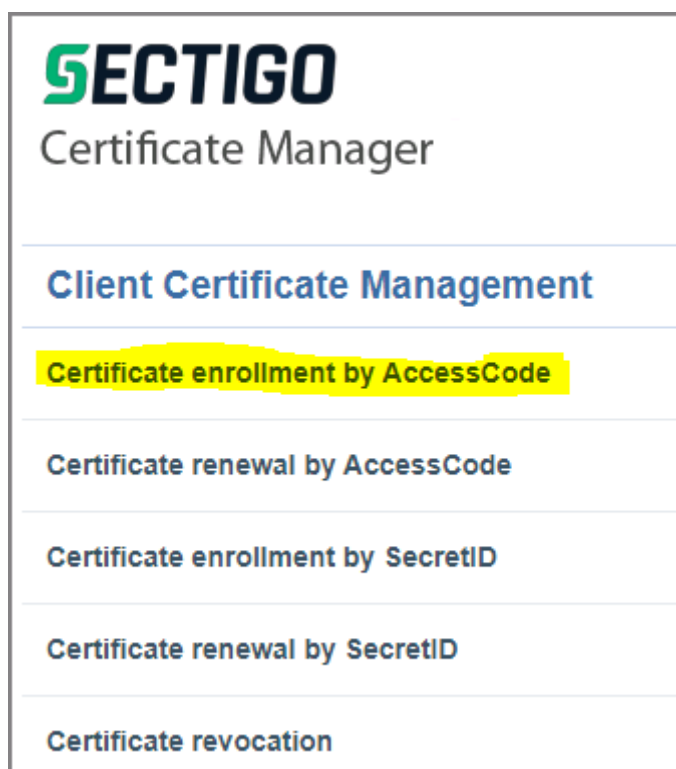 SECTIGO
Certificate Manager
Client Certificate Management
Certificate enrollment by AccessCode
Certificate renewal by AccessCode
Certificate enrollment by SecretID
Certificate renewal by SecretID
Certificate revocation